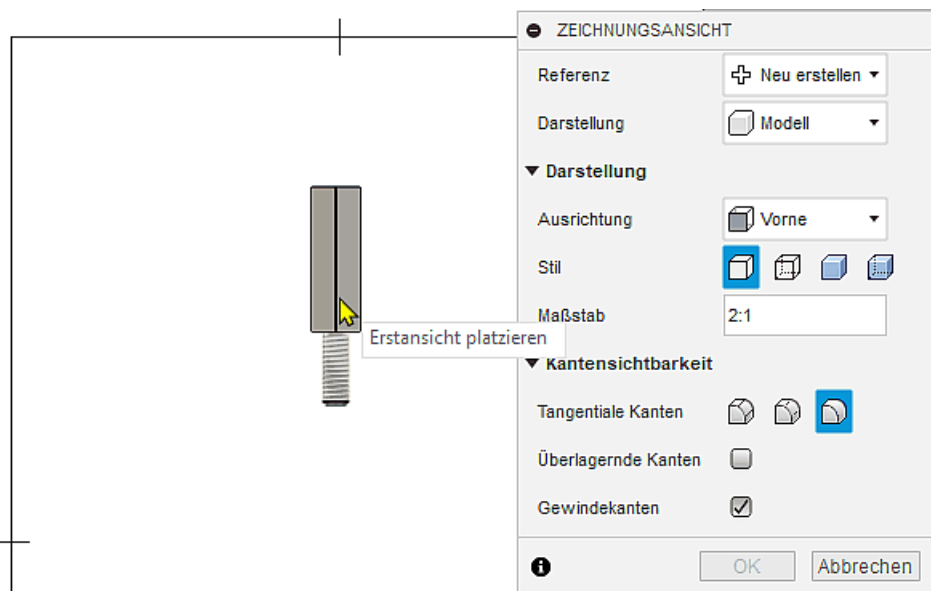 ZEICHNUNGSANSICHT
Referenz Neu erstellen
Darstellung Modell
Darstellung
Ausrichtung Vorne
Stil
Maßstab 2:1
Erstansicht platzieren
Kantensichtbarkeit
Tangentiale Kanten
Überlagernde Kanten
Gewindekanten
OK Abbrechen